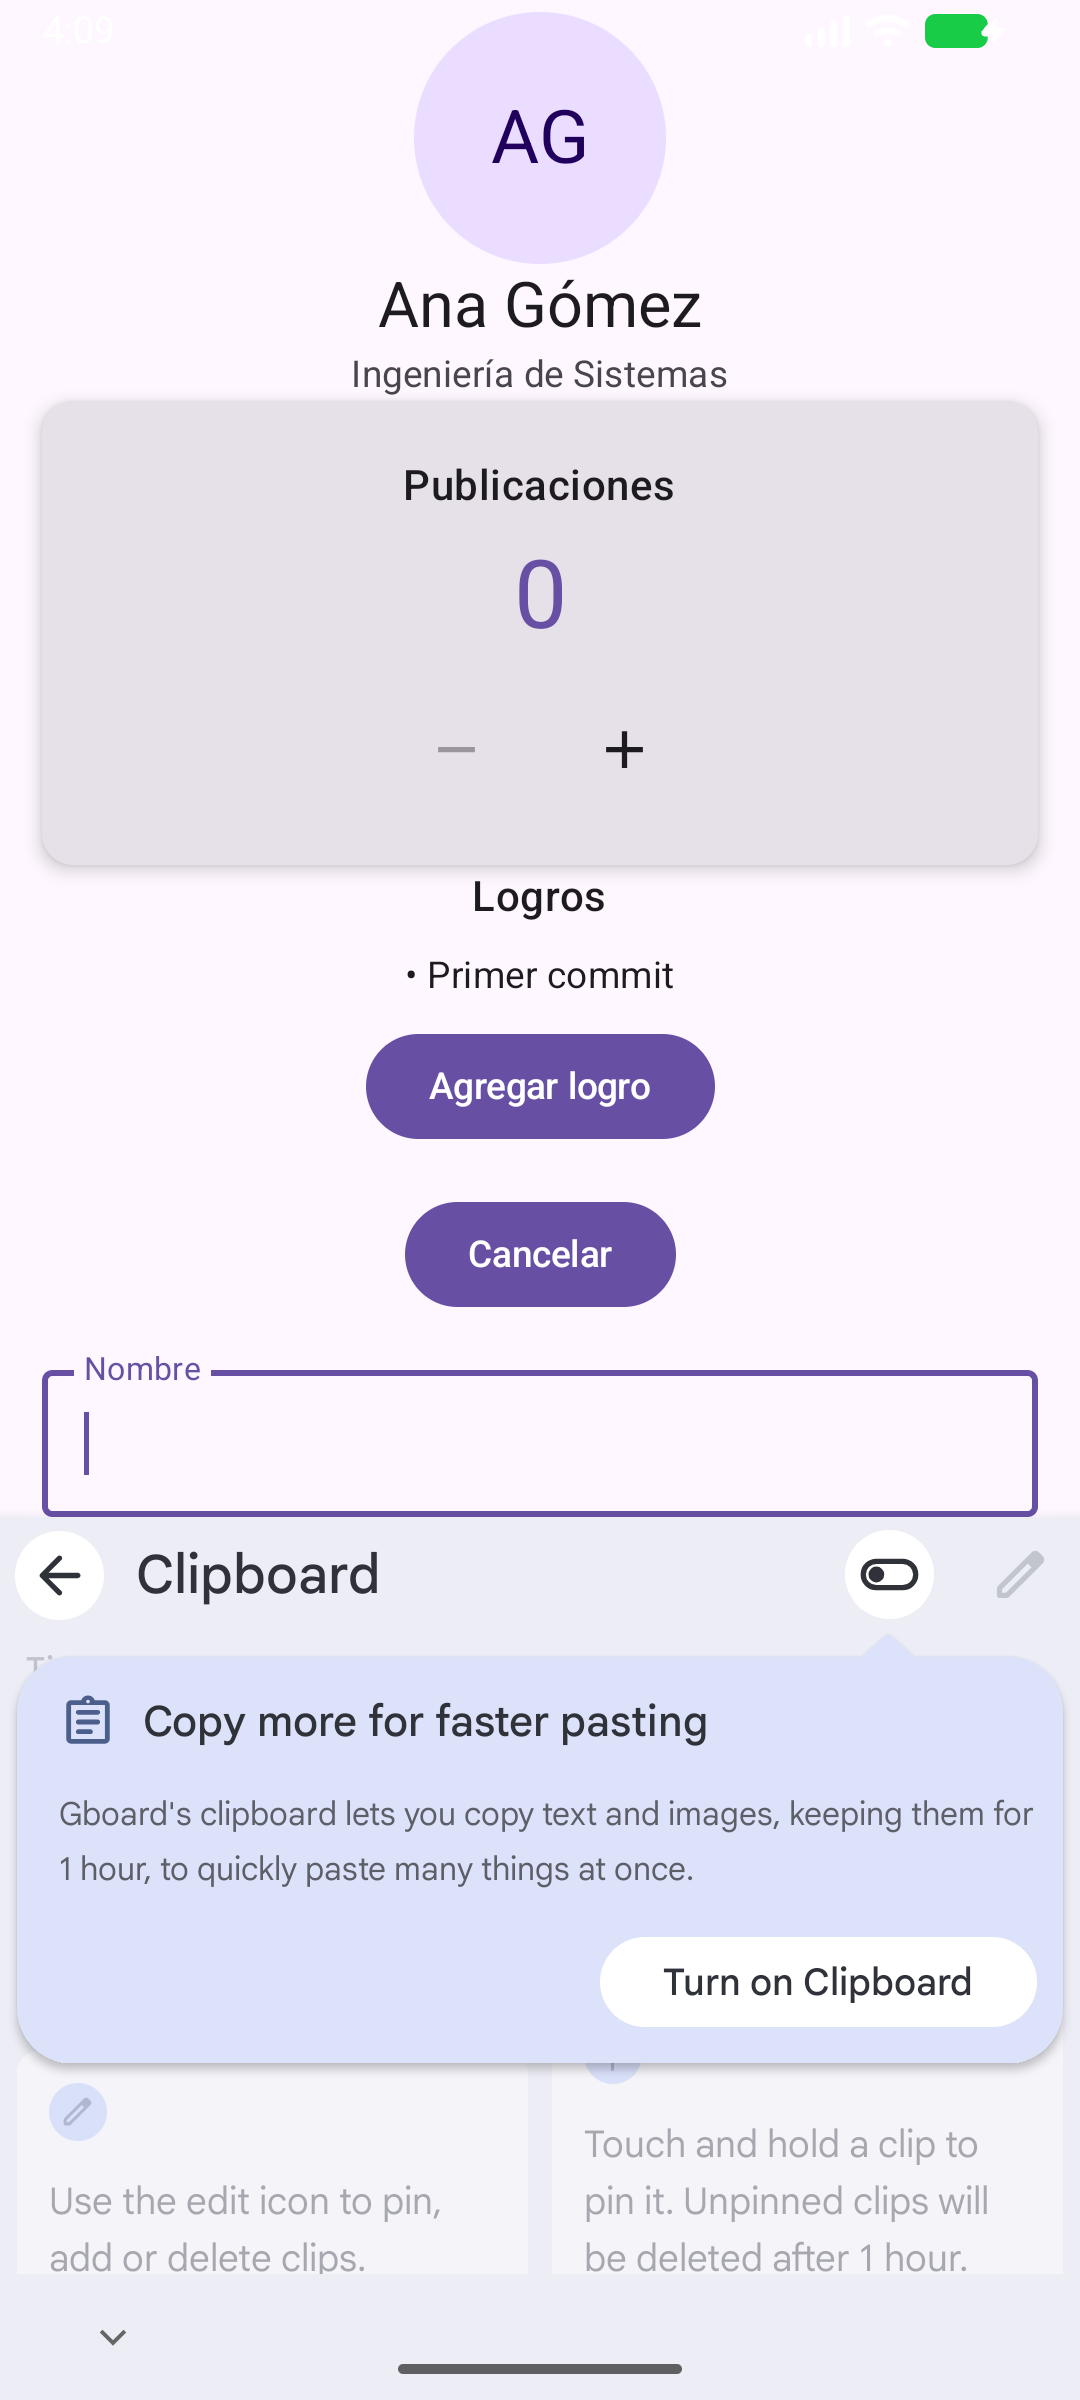 4:09
AG
Ana Gómez
Ingeniería de Sistemas
Publicaciones
0
Logros
• Primer commit
Agregar logro
Cancelar
Nombre
Clipboard
Copy more for faster pasting
Gboard's clipboard lets you copy text and images, keeping them for
1 hour, to quickly paste many things at once.
Turn on Clipboard
Use the edit icon to pin,
add or delete clips.
Touch and hold a clip to
pin it. Unpinned clips will
be deleted after 1 hour.